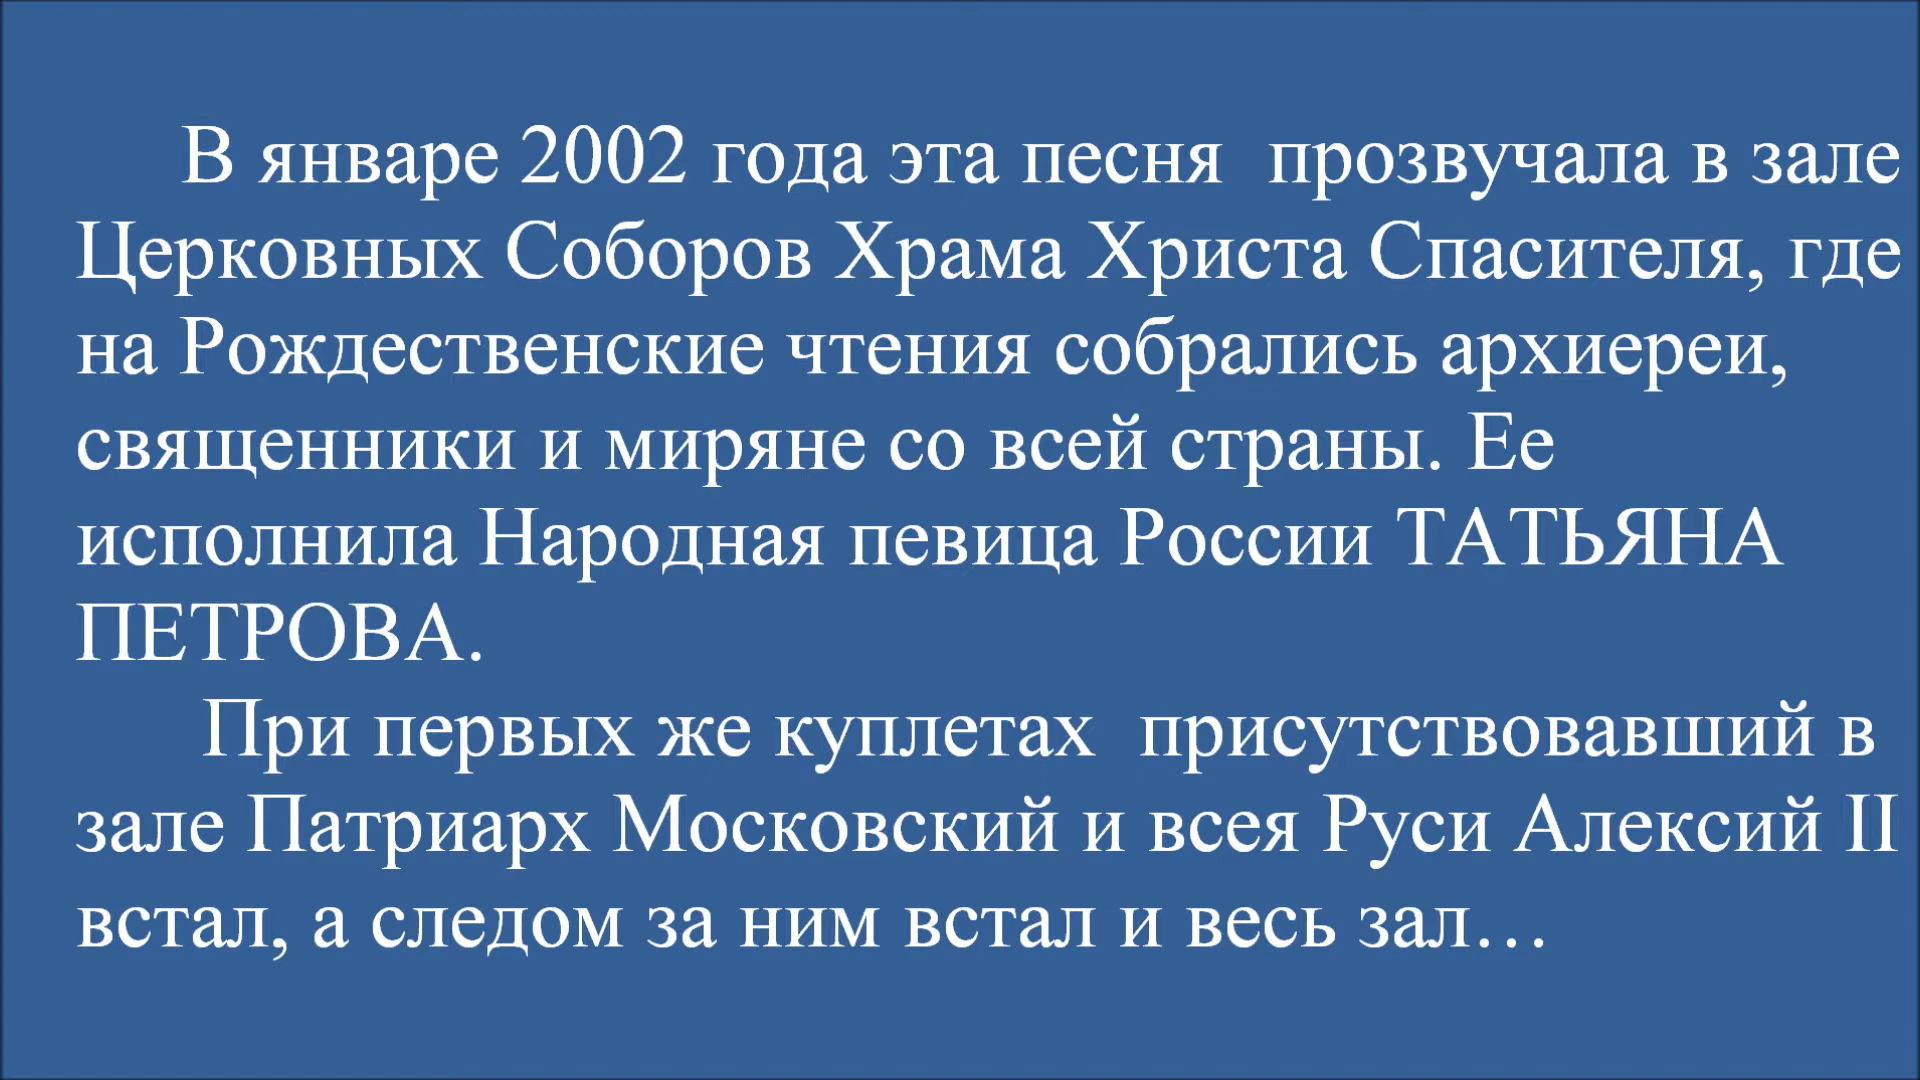 В январе 2002 года эта песня прозвучала в зале
Церковных Соборов Храма Христа Спасителя, где
на Рождественские чтения собрались архиереи,
священники и миряне со всей страны. Ее
исполнила Народная певица России ТАТЬЯНА
ПЕТРОВА.
При первых же куплетах присутствовавший в
зале Патриарх Московский и всея Руси Алексий II
встал, а следом за ним встал и весь зал…